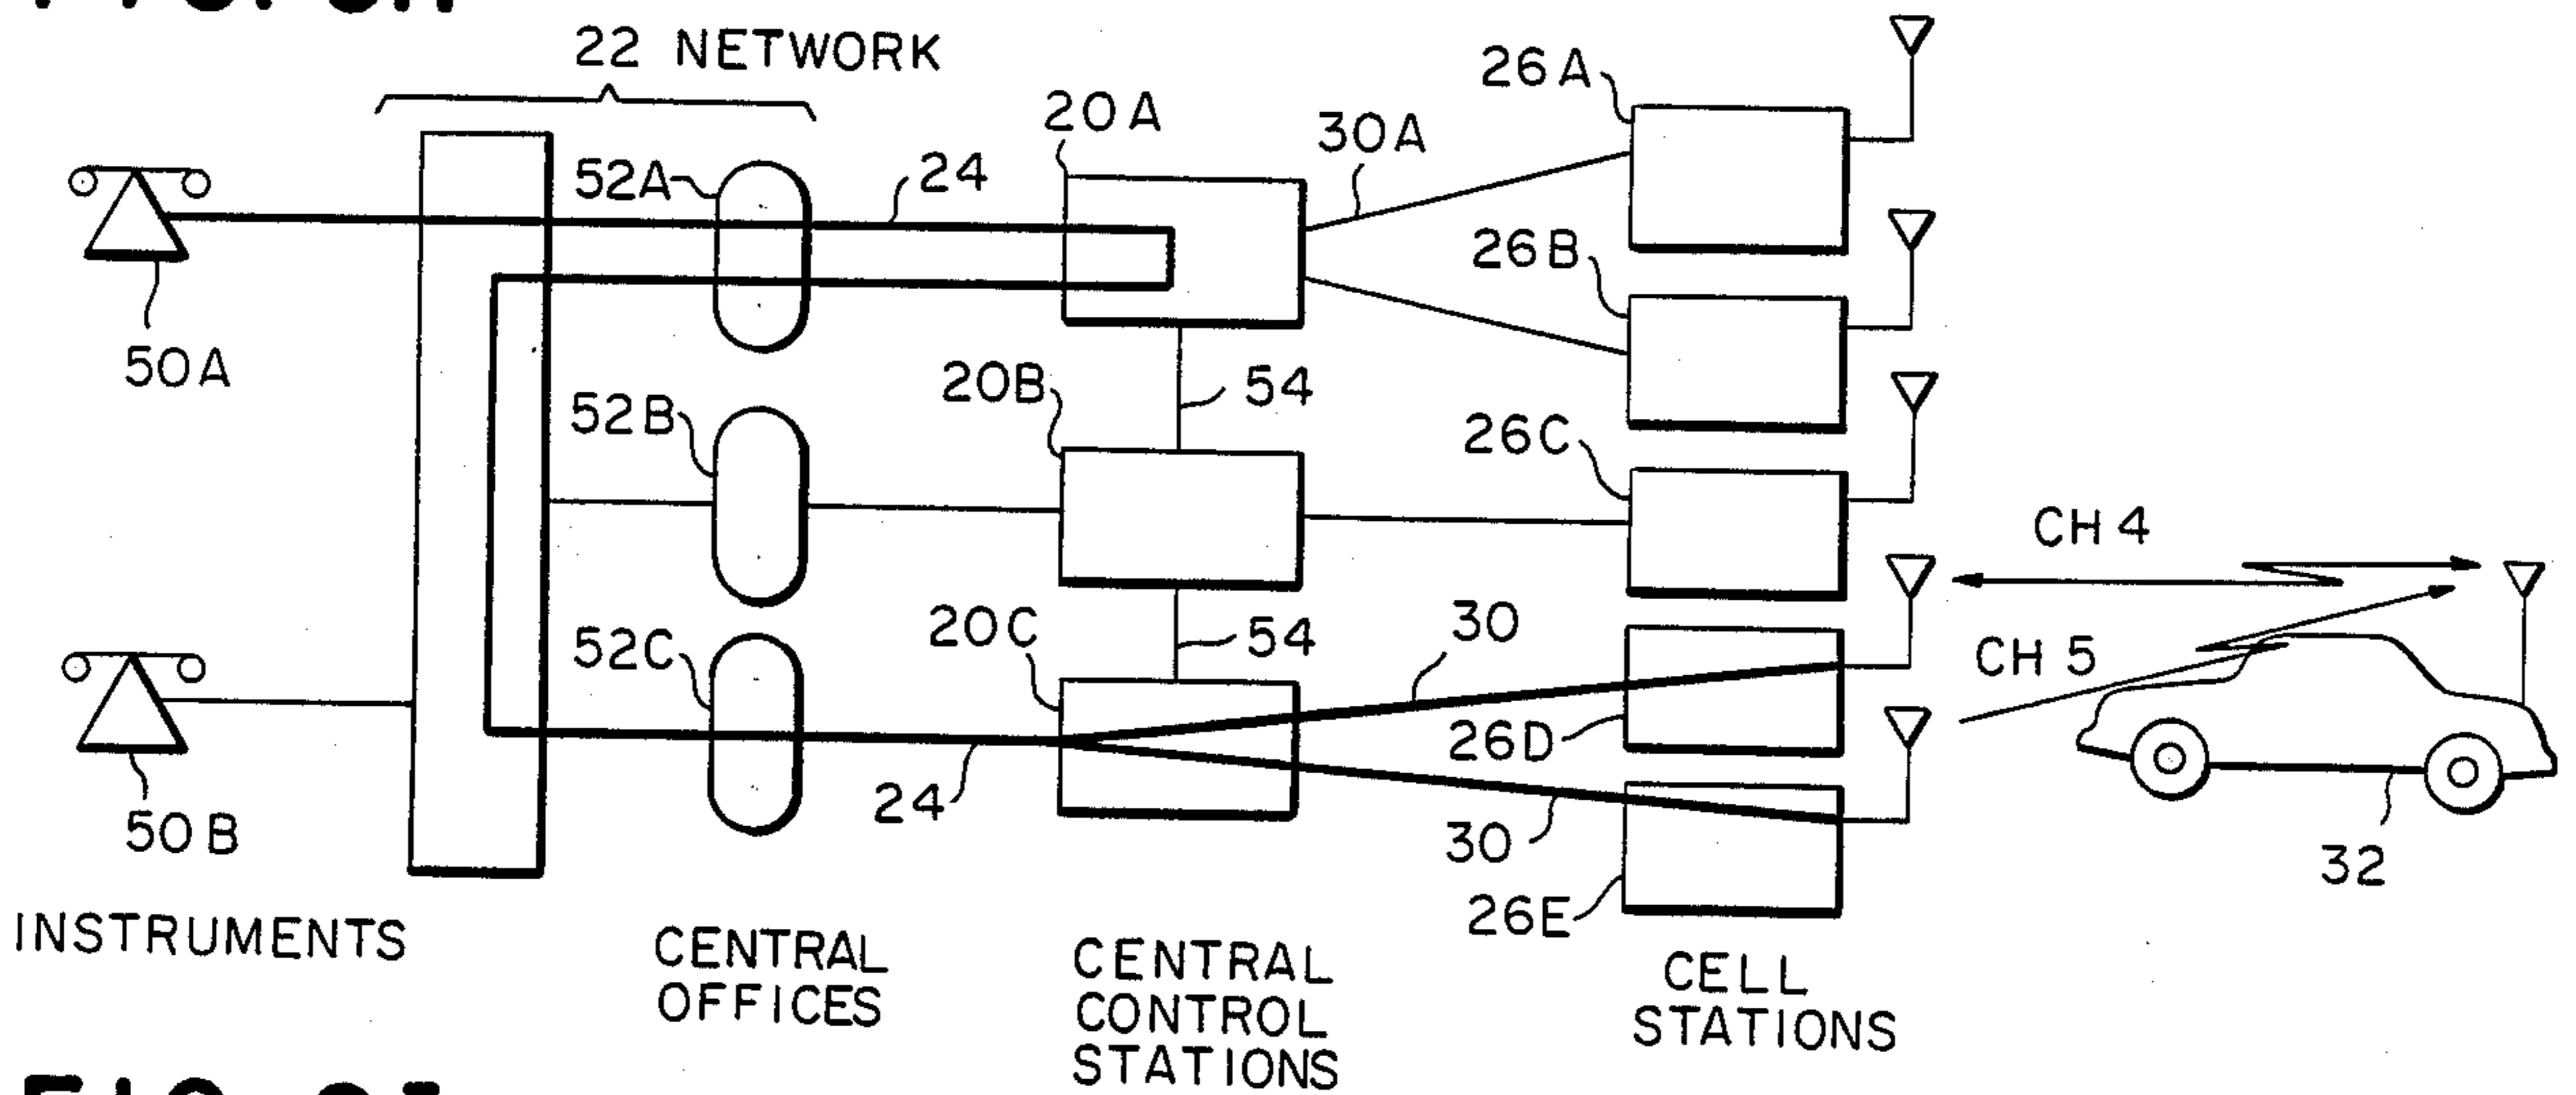 22 NETWORK
26A
20A
30A
52A
24
26B
50A
20B
54
52B
26C
CH 4
20C
30
52C
54
CH 5
26D
24
50B
30
32
26E
INSTRUMENTS
CENTRAL
OFFICES
CENTRAL
CONTROL
STATIONS
CELL
STATIONS